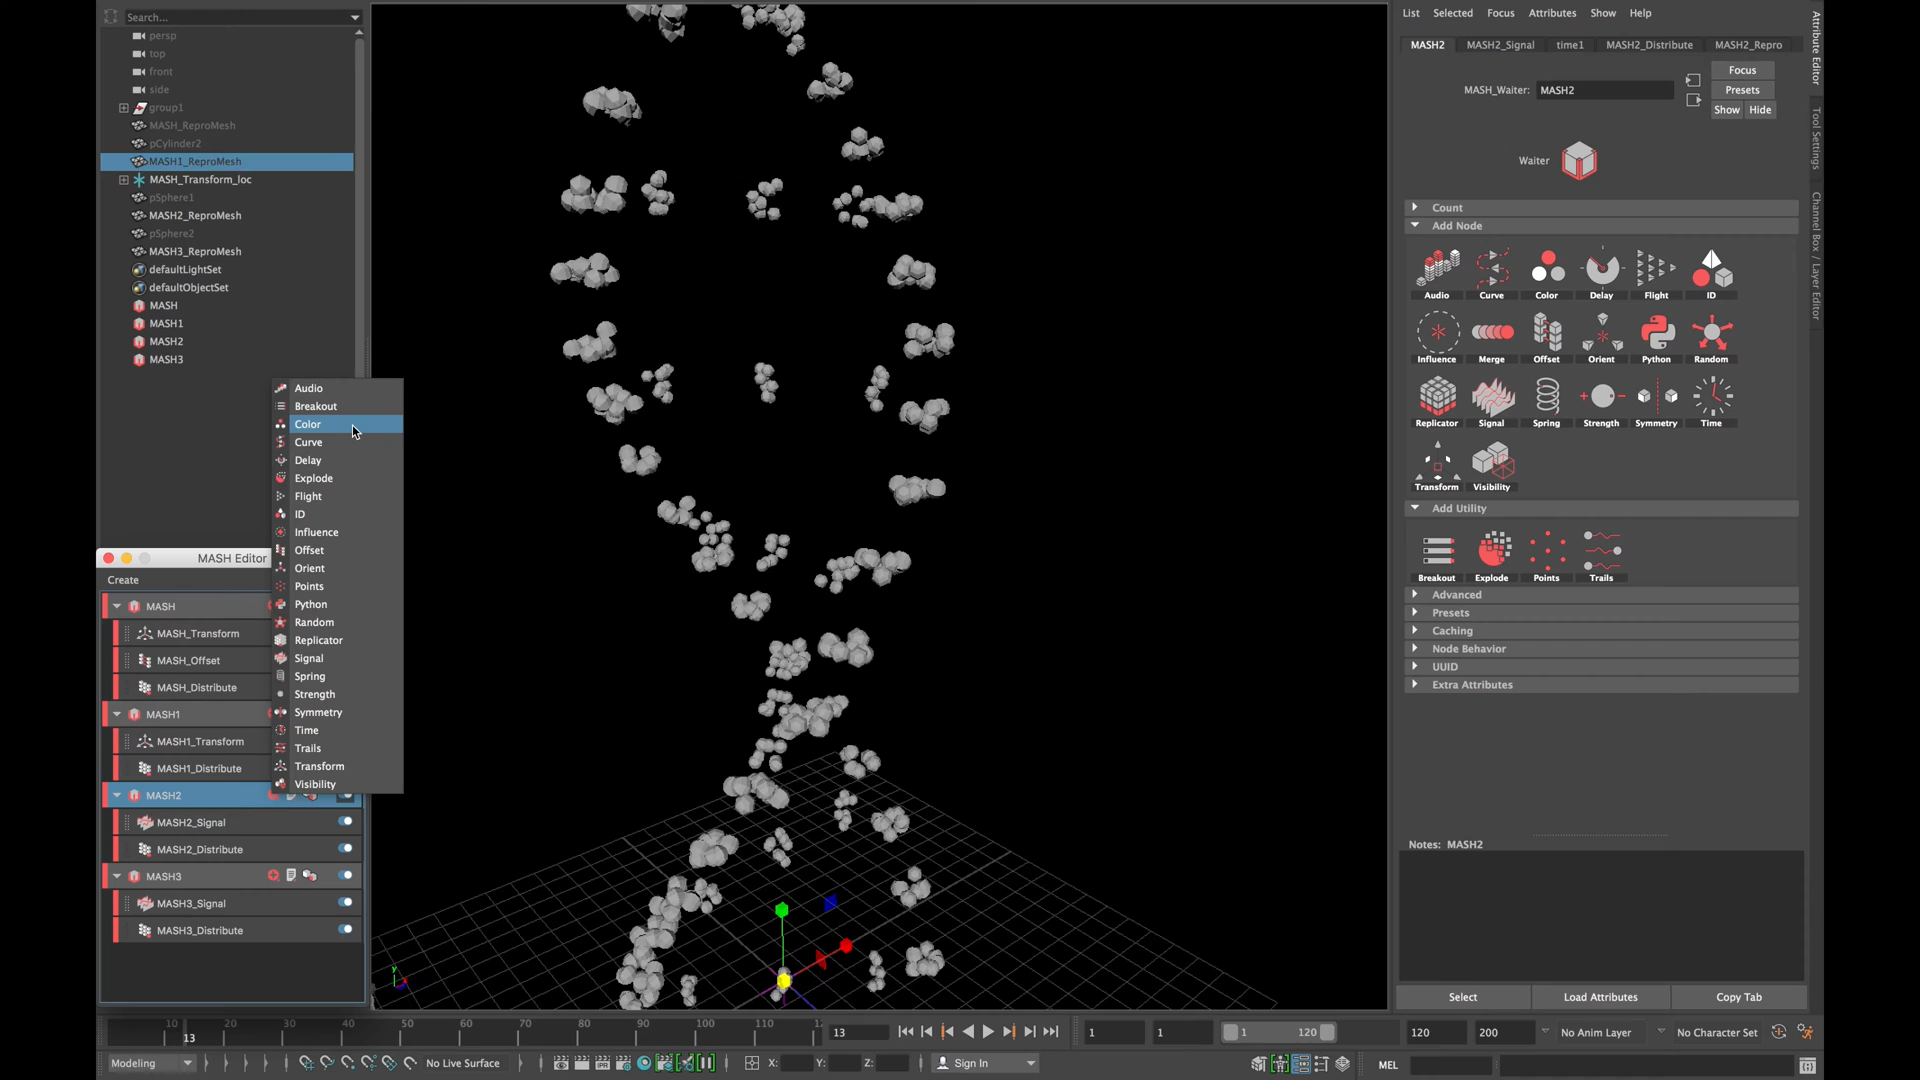 Search...
persp
top
front
side
group1
MASH_ReproMesh
pCylinder2
MASH1_ReproMesh
MASH_Transform_loc
pSphere1
MASH2_ReproMesh
pSphere2
MASH3_ReproMesh
defaultLightSet
defaultObjectSet
MASH
MASH1
MASH2
MASH3
Audio
Breakout
Color
Curve
Delay
Explode
Flight
ID
Influence
Offset
Orient
Points
Python
Random
Replicator
Signal
Spring
Strength
Symmetry
Time
Trails
Transform
Visibility
MASH Editor
Create
MASH
MASH_Transform
MASH_Offset
MASH_Distribute
MASH1
MASH1_Transform
MASH1_Distribute
MASH2
MASH2_Signal
MASH2_Distribute
MASH3
MASH3_Signal
MASH3_Distribute
y
List Selected Focus Attributes Show Help
MASH2 MASH2_Signal time1 MASH2_Distribute MASH2_Repro
MASH_Waiter: MASH2
Focus
Presets
Show Hide
Waiter
Count
Add Node
Audio Curve Color Delay Flight ID
Influence Merge Offset Orient Python Random
Replicator Signal Spring Strength Symmetry Time
Transform Visibility
Add Utility
Breakout Explode Points Trails
Advanced
Presets
Caching
Node Behavior
UUID
Extra Attributes
Notes: MASH2
Select Load Attributes Copy Tab
Attribute Editor
Tool Settings
Channel Box / Layer Editor
10 20 30 40 50 60 70 80 90 100 110 12
13
13 1 1 1 120 120 200 No Anim Layer No Character Set
Modeling No Live Surface X: Y: Z: Sign In MEL